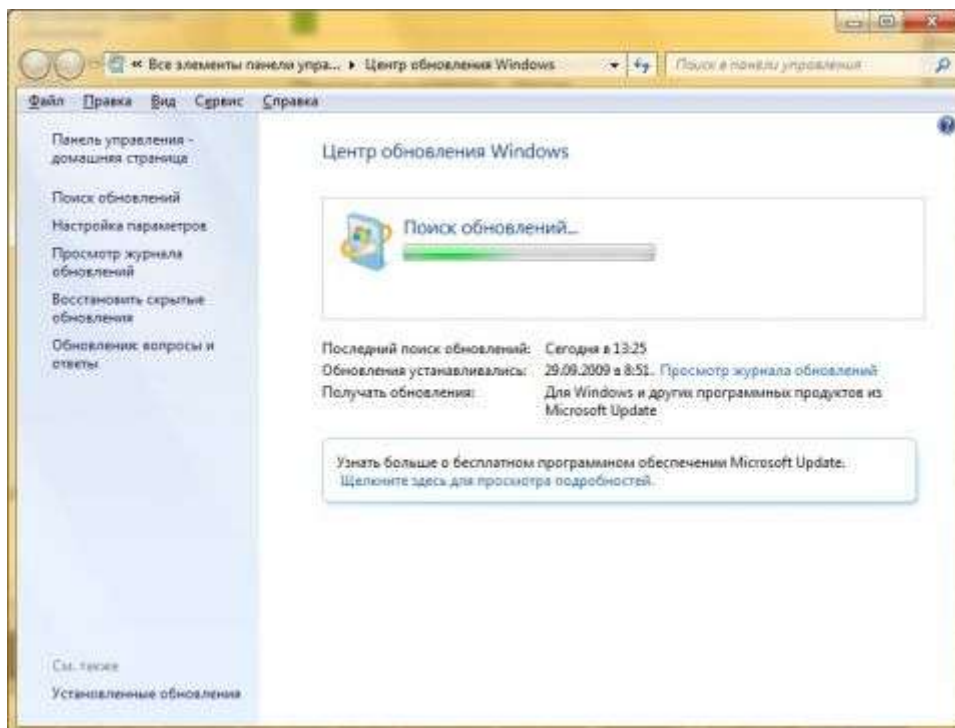 « Все элементы панели упра... ▸ Центр обновления Windows
Поиск в панели управления
Файл Правка Вид Сервис Справка
Панель управления -
домашняя страница
Поиск обновлений
Настройка параметров
Просмотр журнала
обновлений
Восстановить скрытые
обновления
Обновления: вопросы и
ответы
См. также
Установленные обновления
Центр обновления Windows
Поиск обновлений...
Последний поиск обновлений: Сегодня в 13:25
Обновления устанавливались: 29.09.2009 в 8:51. Просмотр журнала обновлений
Получать обновления: Для Windows и других программных продуктов из
Microsoft Update
Узнать больше о бесплатном программном обеспечении Microsoft Update.
Щелкните здесь для просмотра подробностей.